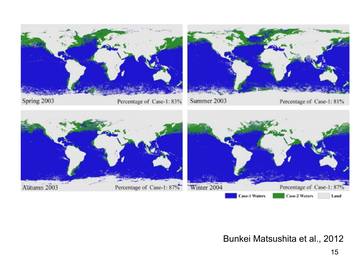 Spring 2003 Percentage of Case-1: 83%
Summer 2003 Percentage of Case-1: 81%
Autumn 2003 Percentage of Case-1: 87%
Winter 2004 Percentage of Case-1: 87%
Case-1 Waters Case-2 Waters Land
Bunkei Matsushita et al., 2012
15